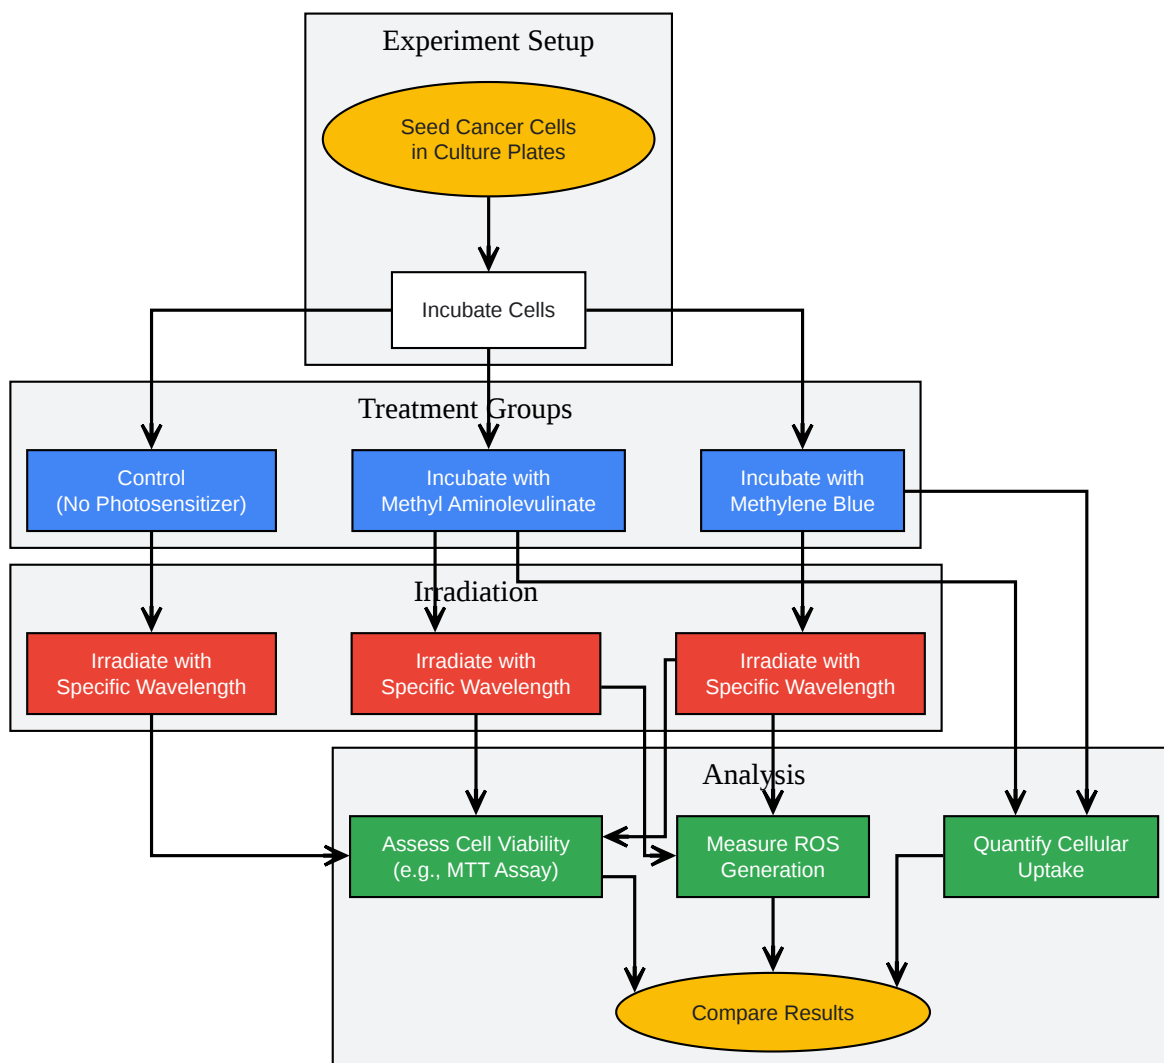 Experiment Setup
Seed Cancer Cells
in Culture Plates
Incubate Cells
Treatment Groups
Control
(No Photosensitizer)
Incubate with
Methyl Aminolevulinate
Incubate with
Methylene Blue
Irradiation
Irradiate with
Specific Wavelength
Irradiate with
Specific Wavelength
Irradiate with
Specific Wavelength
Analysis
Assess Cell Viability
(e.g., MTT Assay)
Measure ROS
Generation
Quantify Cellular
Uptake
Compare Results